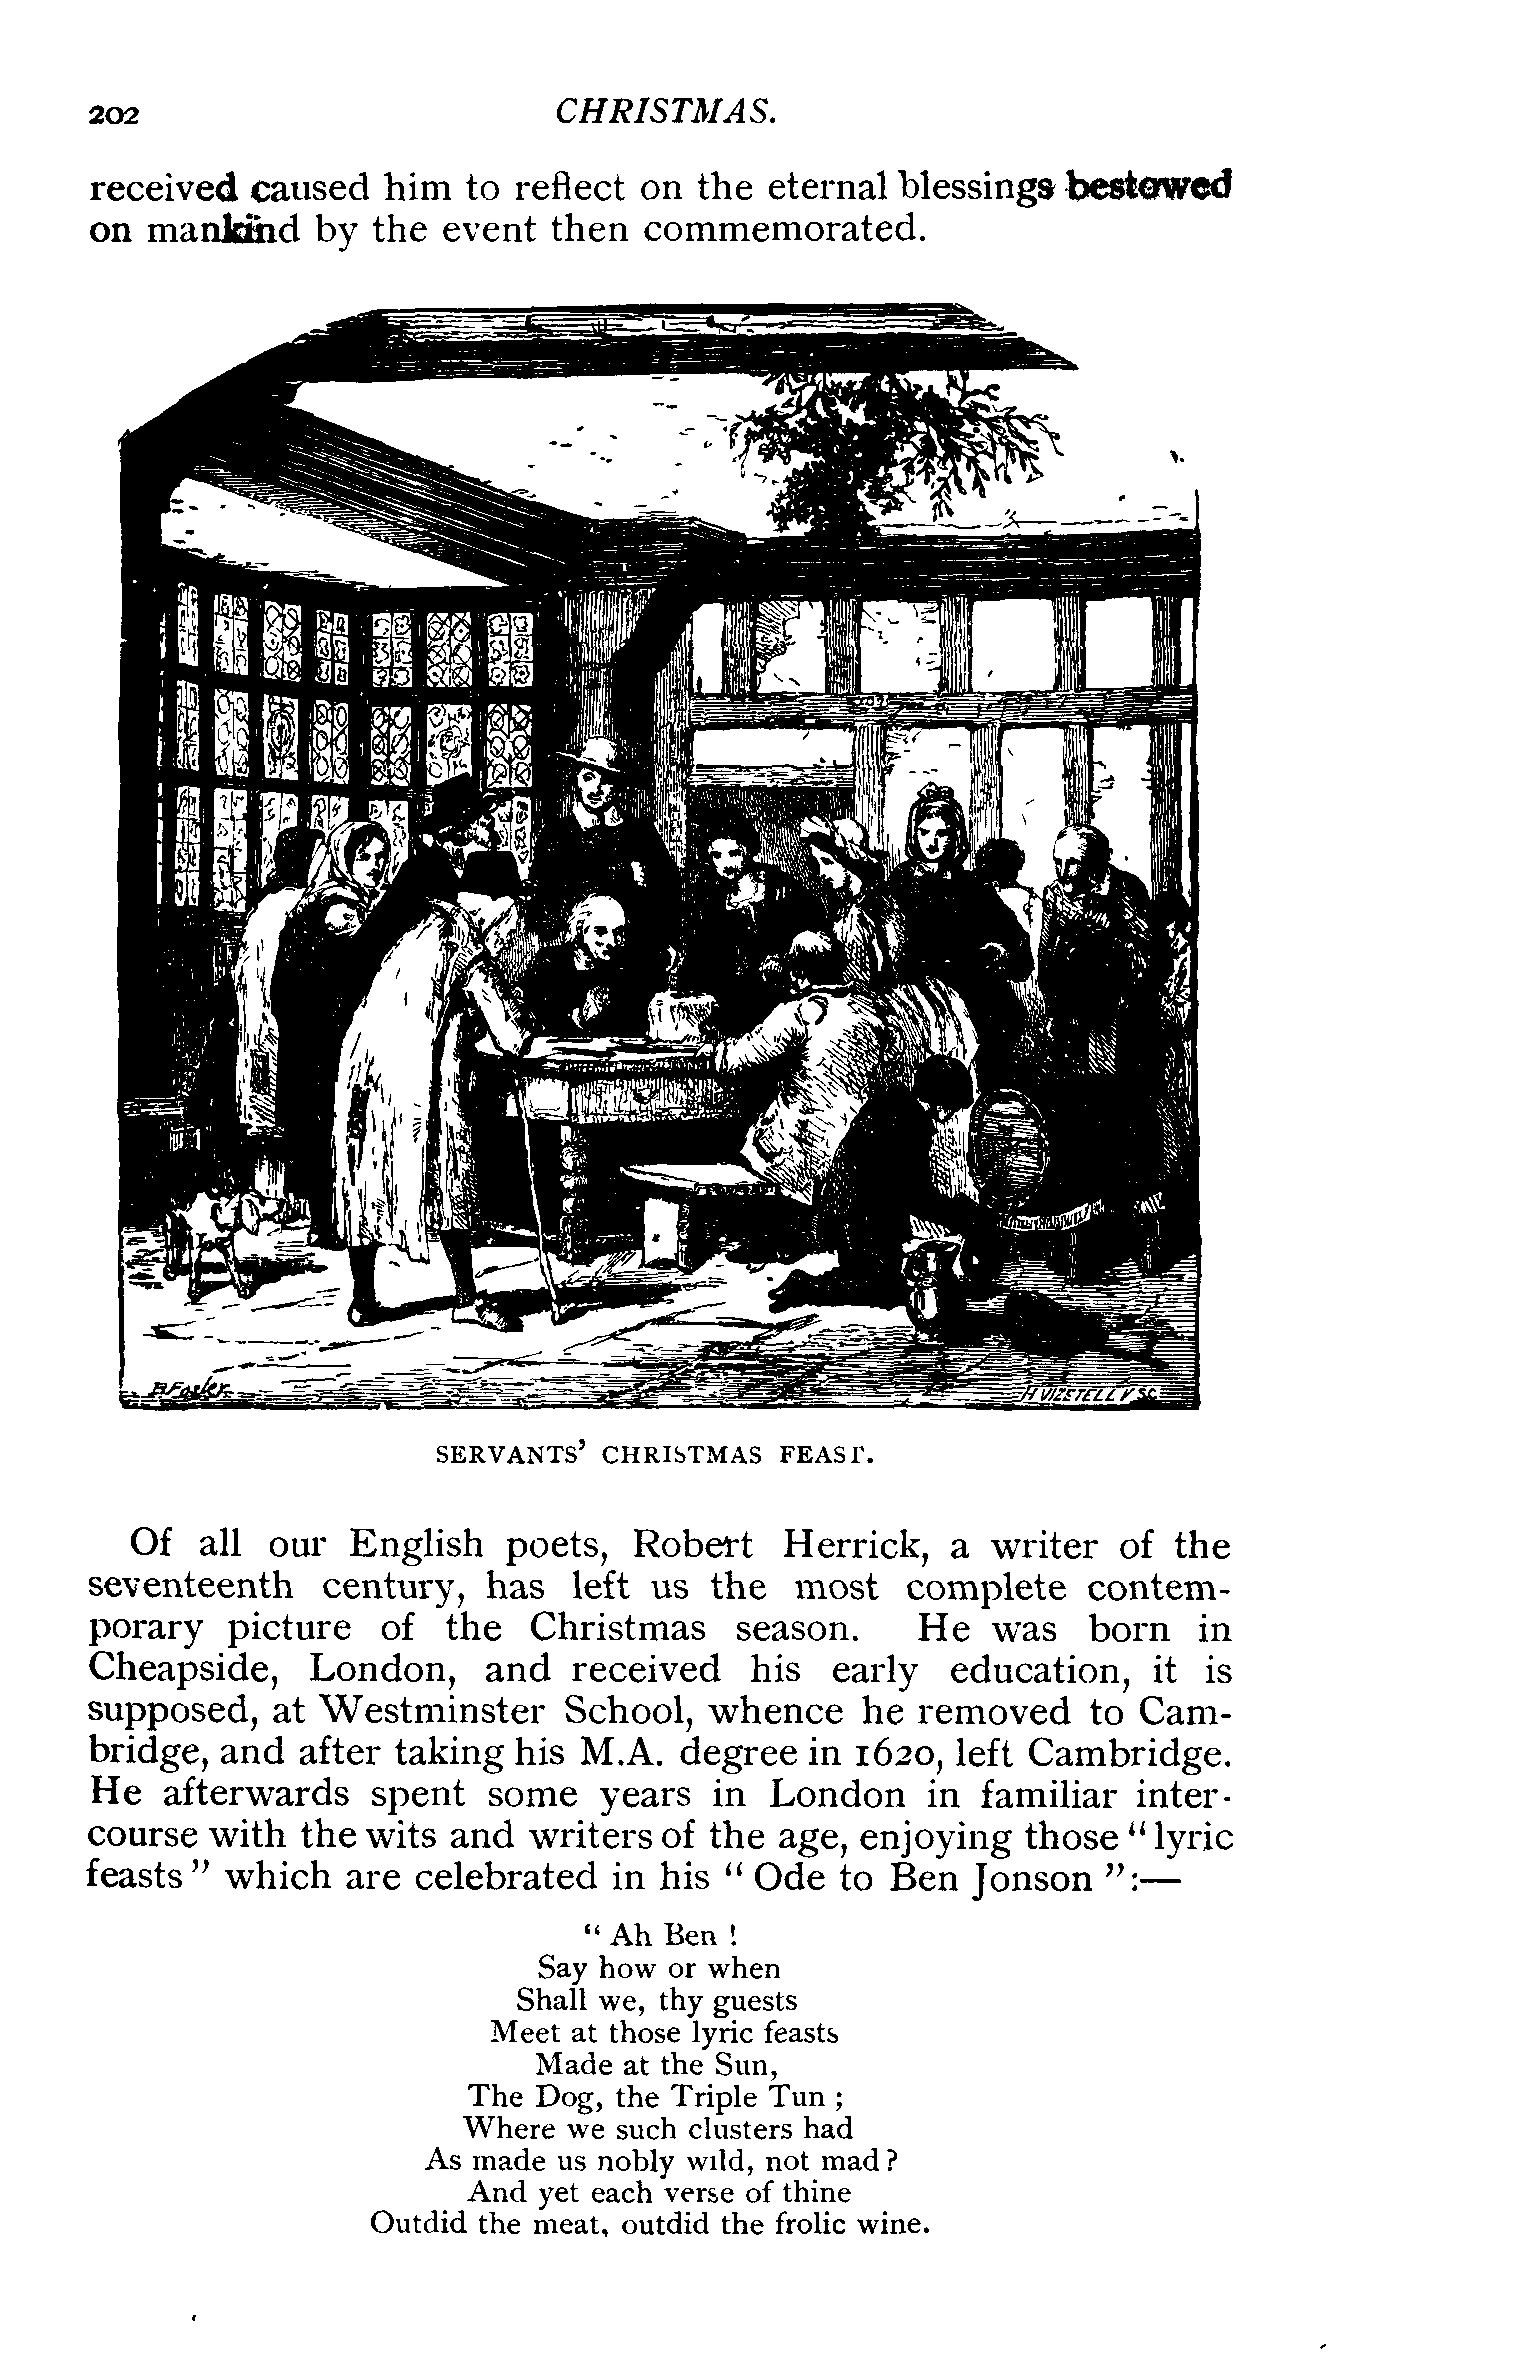 202
CHRISTMAS.
received caused him to reflect on the eternal blessings bestowed
on mankind by the event then commemorated.
B Foster.
H VIZETELLY SC.
SERVANTS’ CHRISTMAS FEAST.
Of all our English poets, Robert Herrick, a writer of the
seventeenth century, has left us the most complete contem-
porary picture of the Christmas season. He was born in
Cheapside, London, and received his early education, it is
supposed, at Westminster School, whence he removed to Cam-
bridge, and after taking his M.A. degree in 1620, left Cambridge.
He afterwards spent some years in London in familiar inter-
course with the wits and writers of the age, enjoying those “lyric
feasts” which are celebrated in his “Ode to Ben Jonson”:—
“Ah Ben!
Say how or when
Shall we, thy guests
Meet at those lyric feasts
Made at the Sun,
The Dog, the Triple Tun;
Where we such clusters had
As made us nobly wild, not mad?
And yet each verse of thine
Outdid the meat, outdid the frolic wine.